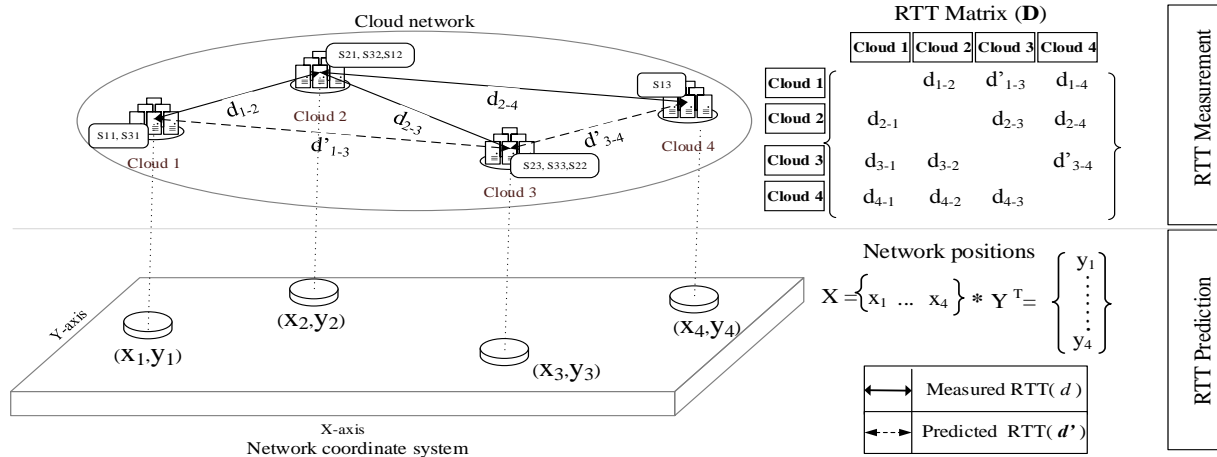 Cloud network
S21, S32,S12
S13
S11, S31
S23, S33,S22
Cloud 1
Cloud 2
Cloud 3
Cloud 4
d1-2
d2-4
d2-3
d'1-3
d'3-4
RTT Matrix (D)
Cloud 1 Cloud 2 Cloud 3 Cloud 4
Cloud 1 d1-2 d'1-3 d1-4
Cloud 2 d2-1 d2-3 d2-4
Cloud 3 d3-1 d3-2 d'3-4
Cloud 4 d4-1 d4-2 d4-3
RTT Measurement
(x1,y1)
(x2,y2)
(x3,y3)
(x4,y4)
Y-axis
X-axis
Network coordinate system
Network positions
X = {x1 ... x4} * Y T = {y1
y4}
Measured RTT( d )
Predicted RTT( d' )
RTT Prediction